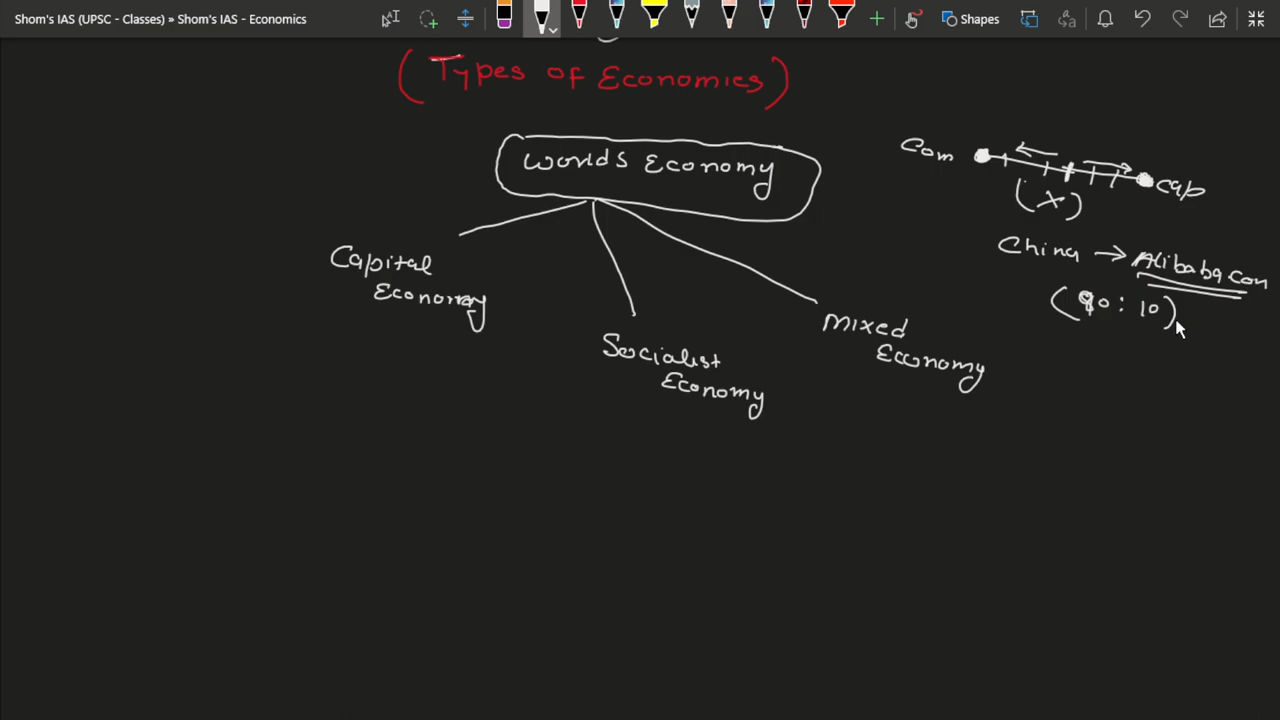 Shom's IAS (UPSC - Classes) » Shom's IAS - Economics
Shapes
(Types of Economies)
Worlds Economy
Capital
Economy
Socialist
Economy
Mixed
Economy
Com
Cap
(X)
China → Alibaba.com
(90:10)